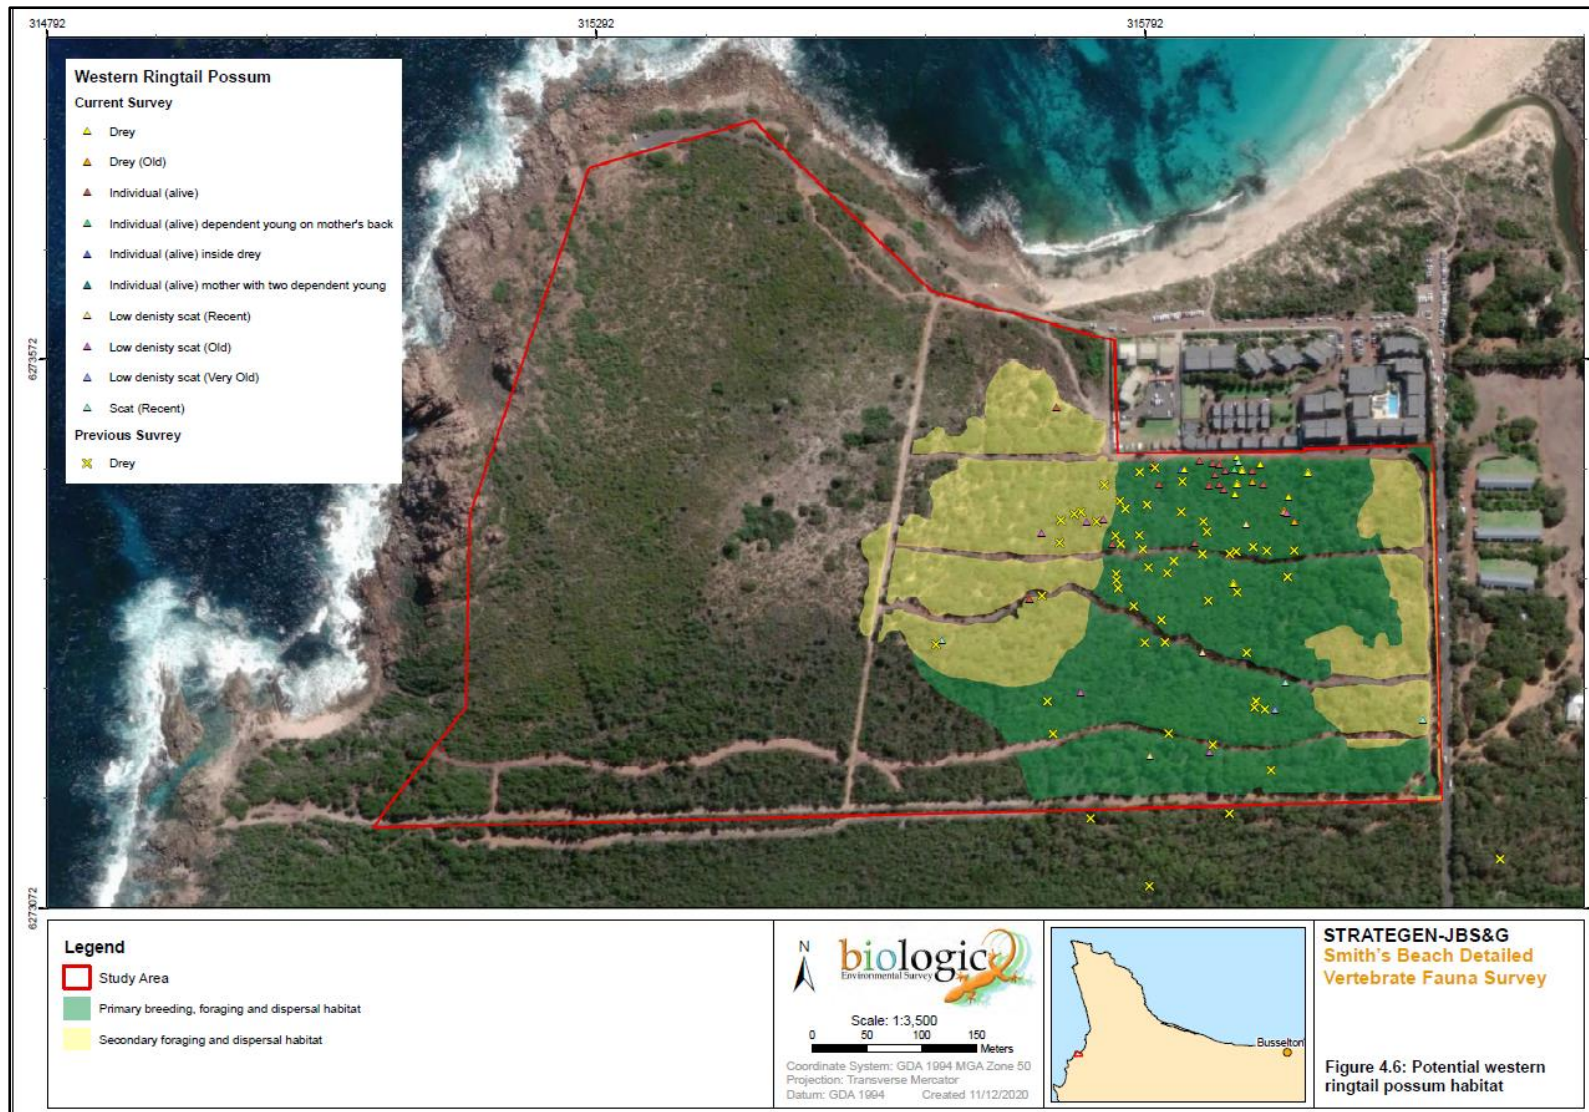 314792
315292
315792
6273572
6273072
Western Ringtail Possum
Current Survey
Drey
Drey (Old)
Individual (alive)
Individual (alive) dependent young on mother's back
Individual (alive) inside drey
Individual (alive) mother with two dependent young
Low denisty scat (Recent)
Low denisty scat (Old)
Low denisty scat (Very Old)
Scat (Recent)
Previous Suvrey
Drey
Legend
Study Area
Primary breeding, foraging and dispersal habitat
Secondary foraging and dispersal habitat
N
biologic
Environmental Survey
Scale: 1:3,500
0 50 100 150
Meters
Coordinate System: GDA 1994 MGA Zone 50
Projection: Transverse Mercator
Datum: GDA 1994 Created 11/12/2020
Busselton
STRATEGEN-JBS&G
Smith's Beach Detailed
Vertebrate Fauna Survey
Figure 4.6: Potential western
ringtail possum habitat